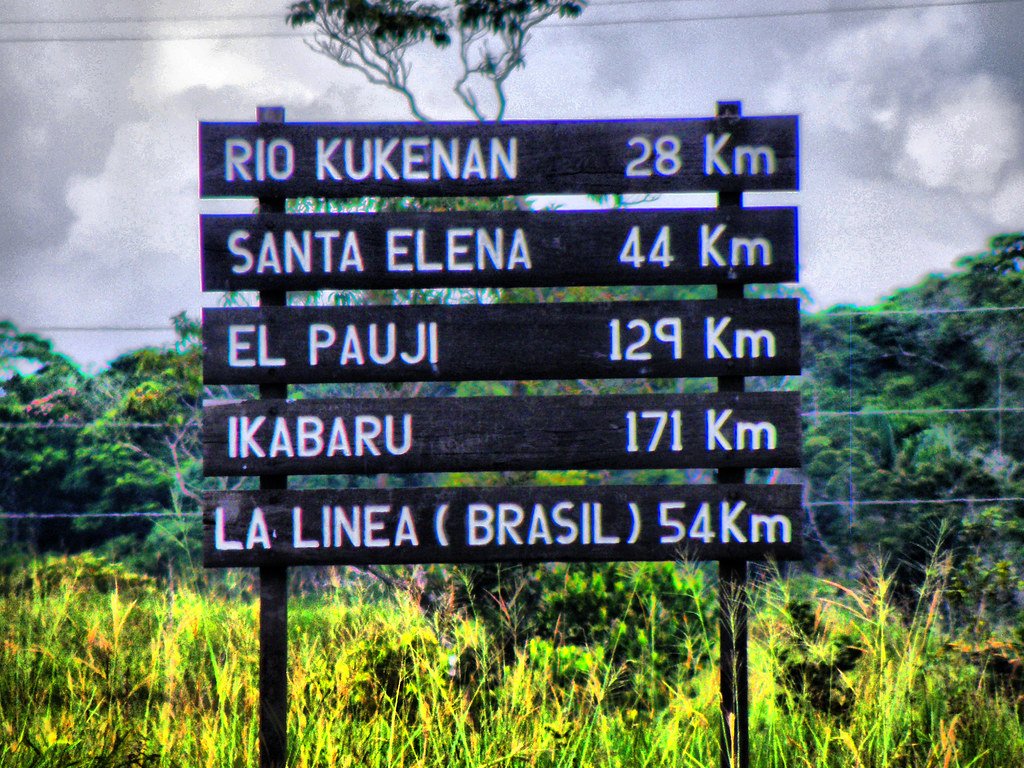 RIO KUKENAN 28 Km
SANTA ELENA 44 Km
EL PAUJI 129 Km
IKABARU 171 Km
LA LINEA (BRASIL) 54Km